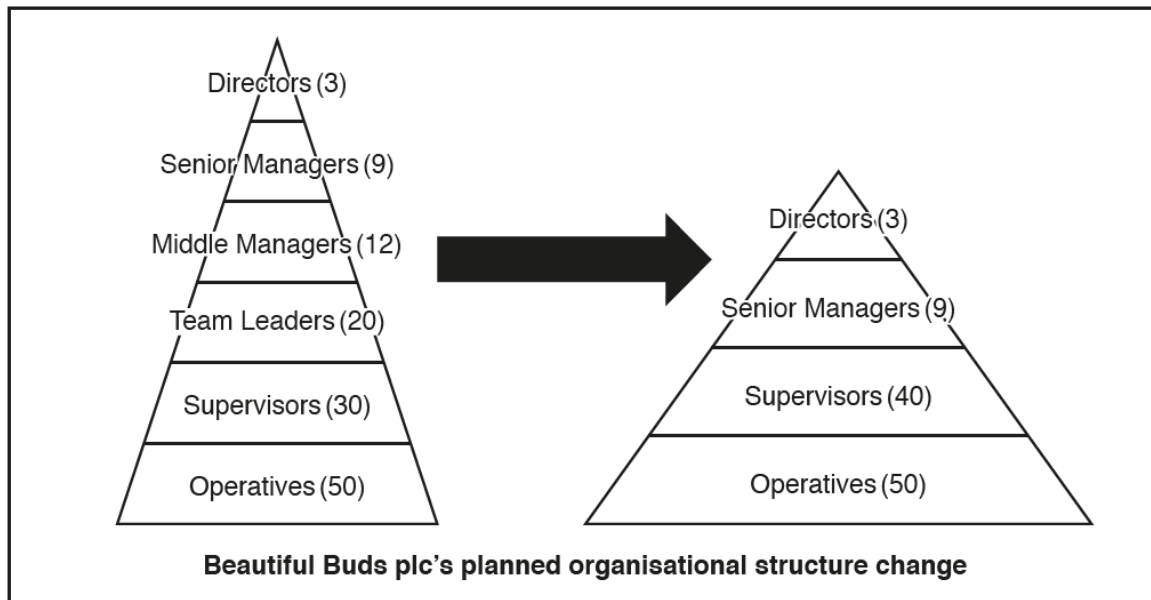 Directors (3)
Senior Managers (9)
Middle Managers (12)
Team Leaders (20)
Supervisors (30)
Operatives (50)
Directors (3)
Senior Managers (9)
Supervisors (40)
Operatives (50)
Beautiful Buds plc's planned organisational structure change